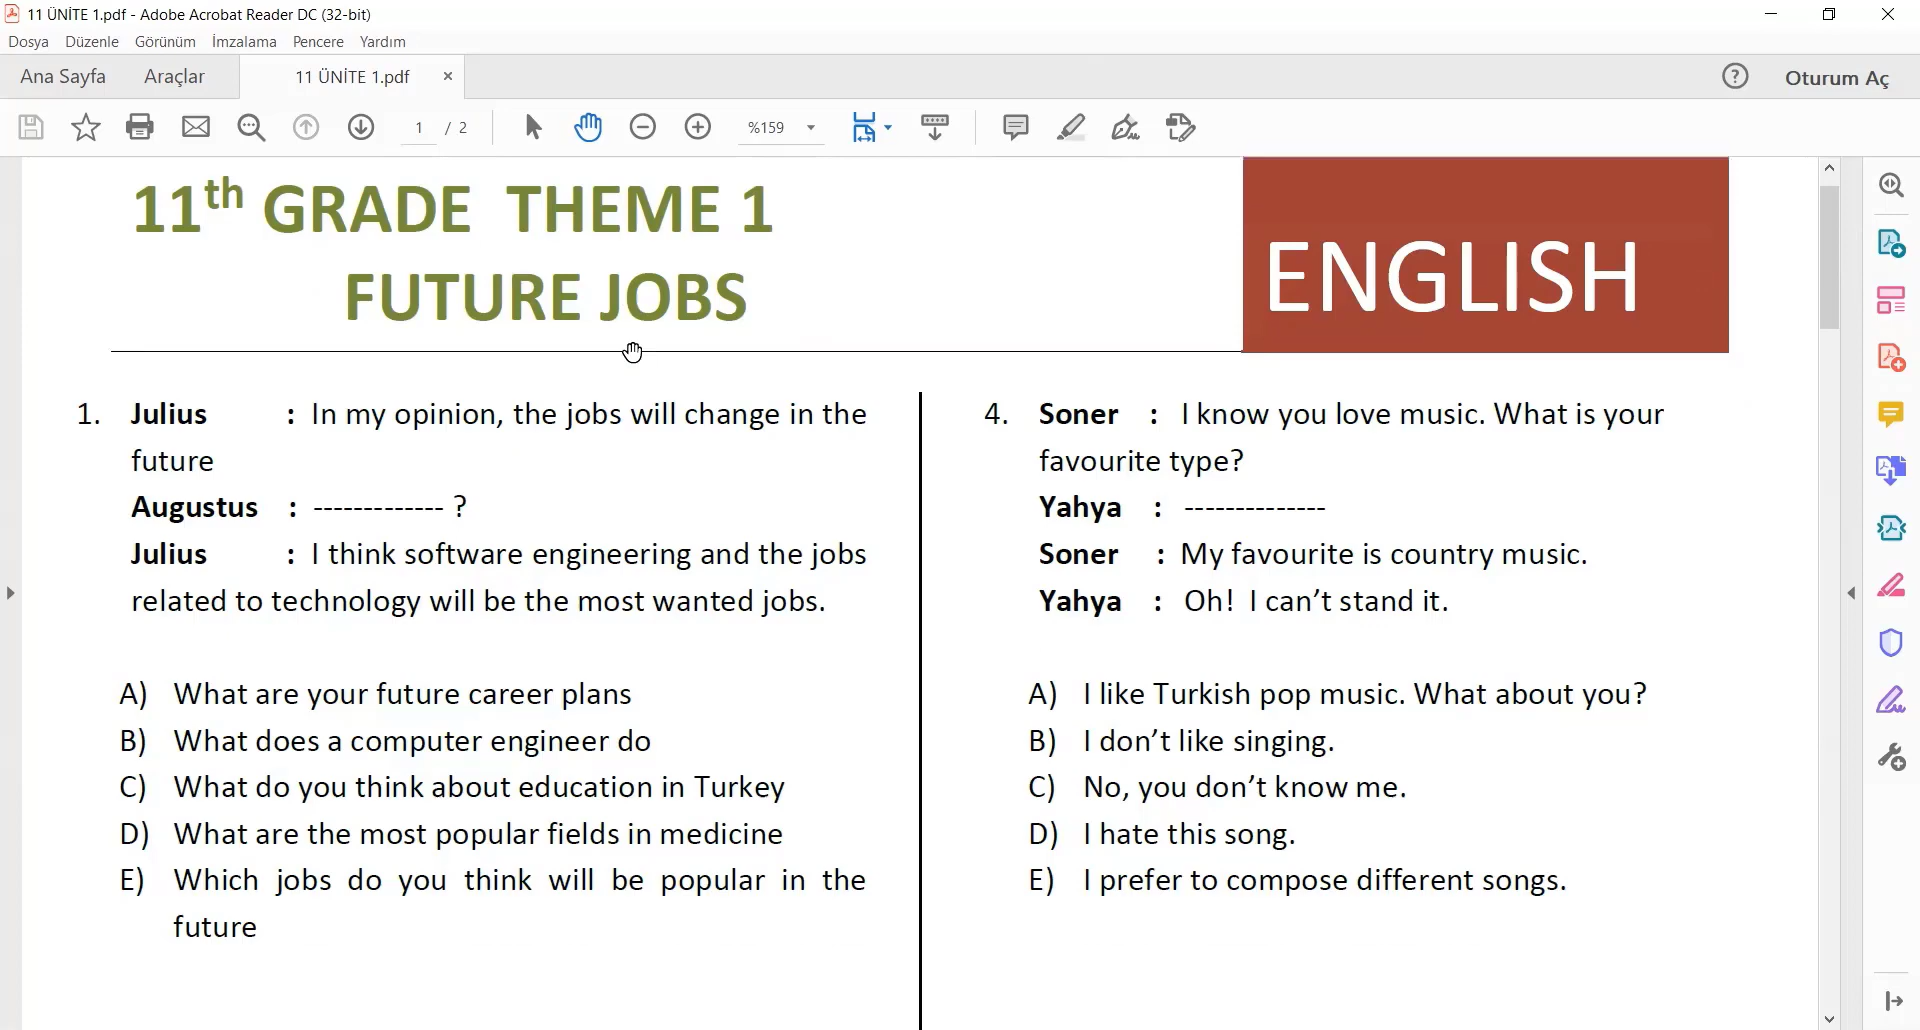 11 ÜNİTE 1.pdf - Adobe Acrobat Reader DC (32-bit)
Dosya Düzenle Görünüm İmzalama Pencere Yardım
Ana Sayfa Araçlar 11 ÜNİTE 1.pdf × Oturum Aç
1 / 2 %159
11th GRADE THEME 1
FUTURE JOBS
ENGLISH
1. Julius : In my opinion, the jobs will change in the
future
Augustus : ------------- ?
Julius : I think software engineering and the jobs
related to technology will be the most wanted jobs.
A) What are your future career plans
B) What does a computer engineer do
C) What do you think about education in Turkey
D) What are the most popular fields in medicine
E) Which jobs do you think will be popular in the
future
4. Soner : I know you love music. What is your
favourite type?
Yahya : --------------
Soner : My favourite is country music.
Yahya : Oh! I can’t stand it.
A) I like Turkish pop music. What about you?
B) I don’t like singing.
C) No, you don’t know me.
D) I hate this song.
E) I prefer to compose different songs.